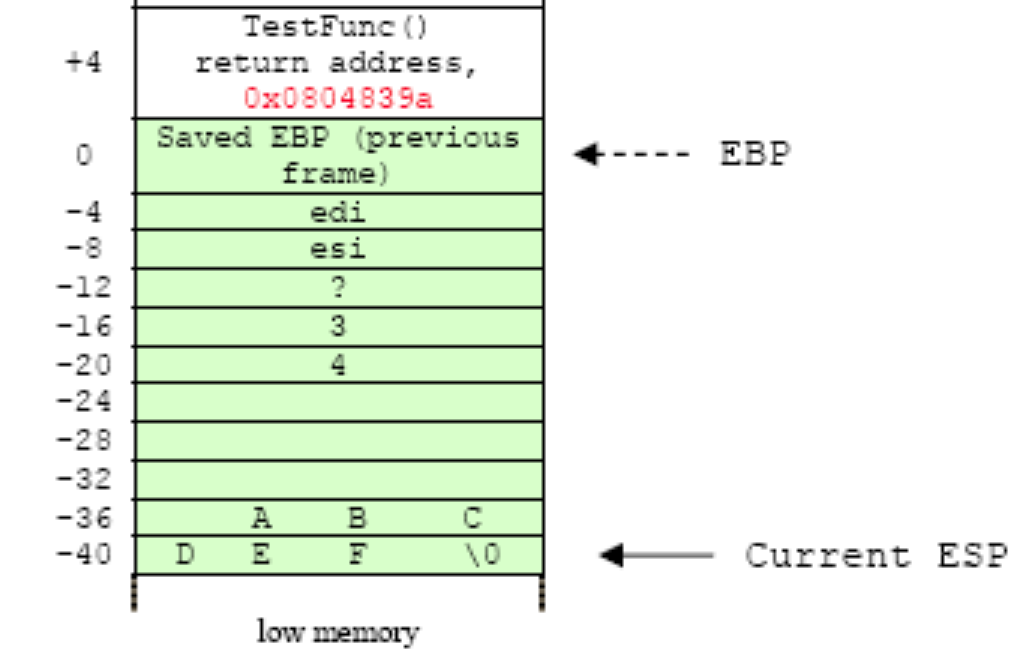 TestFunc()
+4 return address,
0x0804839a
Saved EBP (previous
0 frame) EBP
-4 edi
-8 esi
-12 ?
-16 3
-20 4
-24
-28
-32
-36 A B C
-40 D E F \0 Current ESP
low memory